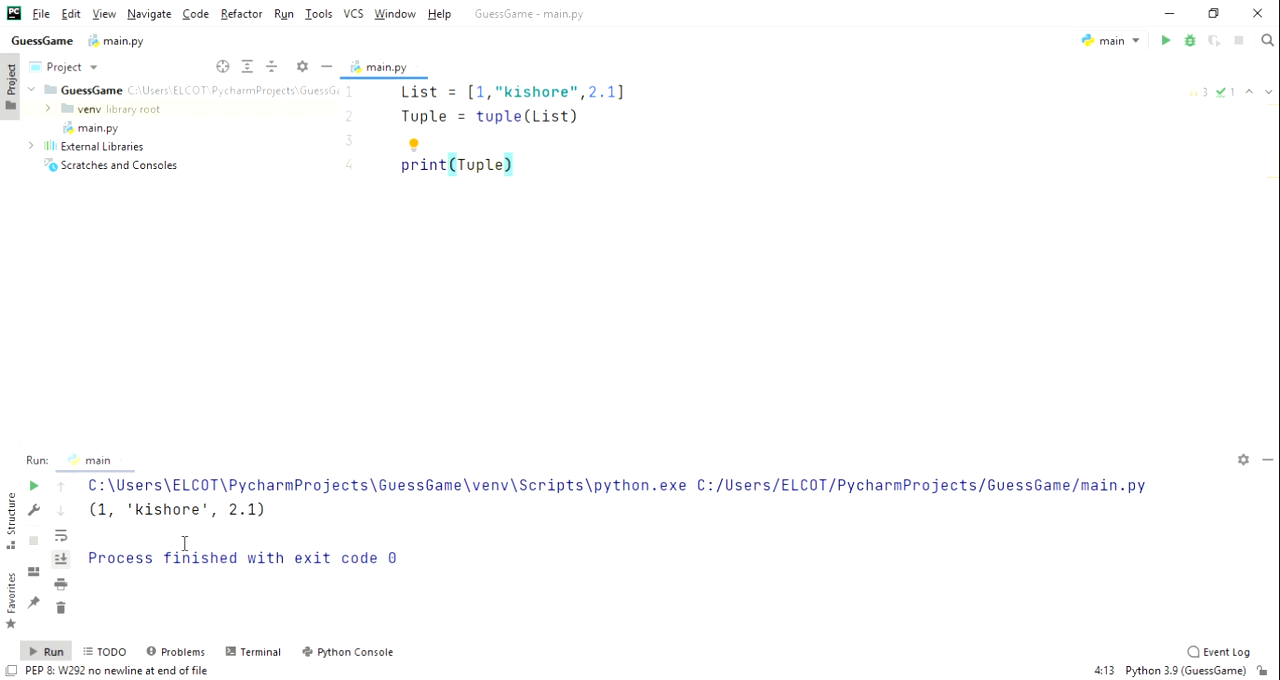 PC File Edit View Navigate Code Refactor Run Tools VCS Window Help GuessGame - main.py
GuessGame main.py main
Project Project main.py
GuessGame C:\Users\ELCOT\PycharmProjects\GuessGa
venv library root
main.py
External Libraries
Scratches and Consoles
1 List = [1,"kishore",2.1] 3 1
2 Tuple = tuple(List)
3
4 print(Tuple)
Run: main
C:\Users\ELCOT\PycharmProjects\GuessGame\venv\Scripts\python.exe C:/Users/ELCOT/PycharmProjects/GuessGame/main.py
(1, 'kishore', 2.1)
Process finished with exit code 0
Structure
Favorites
Run TODO Problems Terminal Python Console Event Log
PEP 8: W292 no newline at end of file 4:13 Python 3.9 (GuessGame)